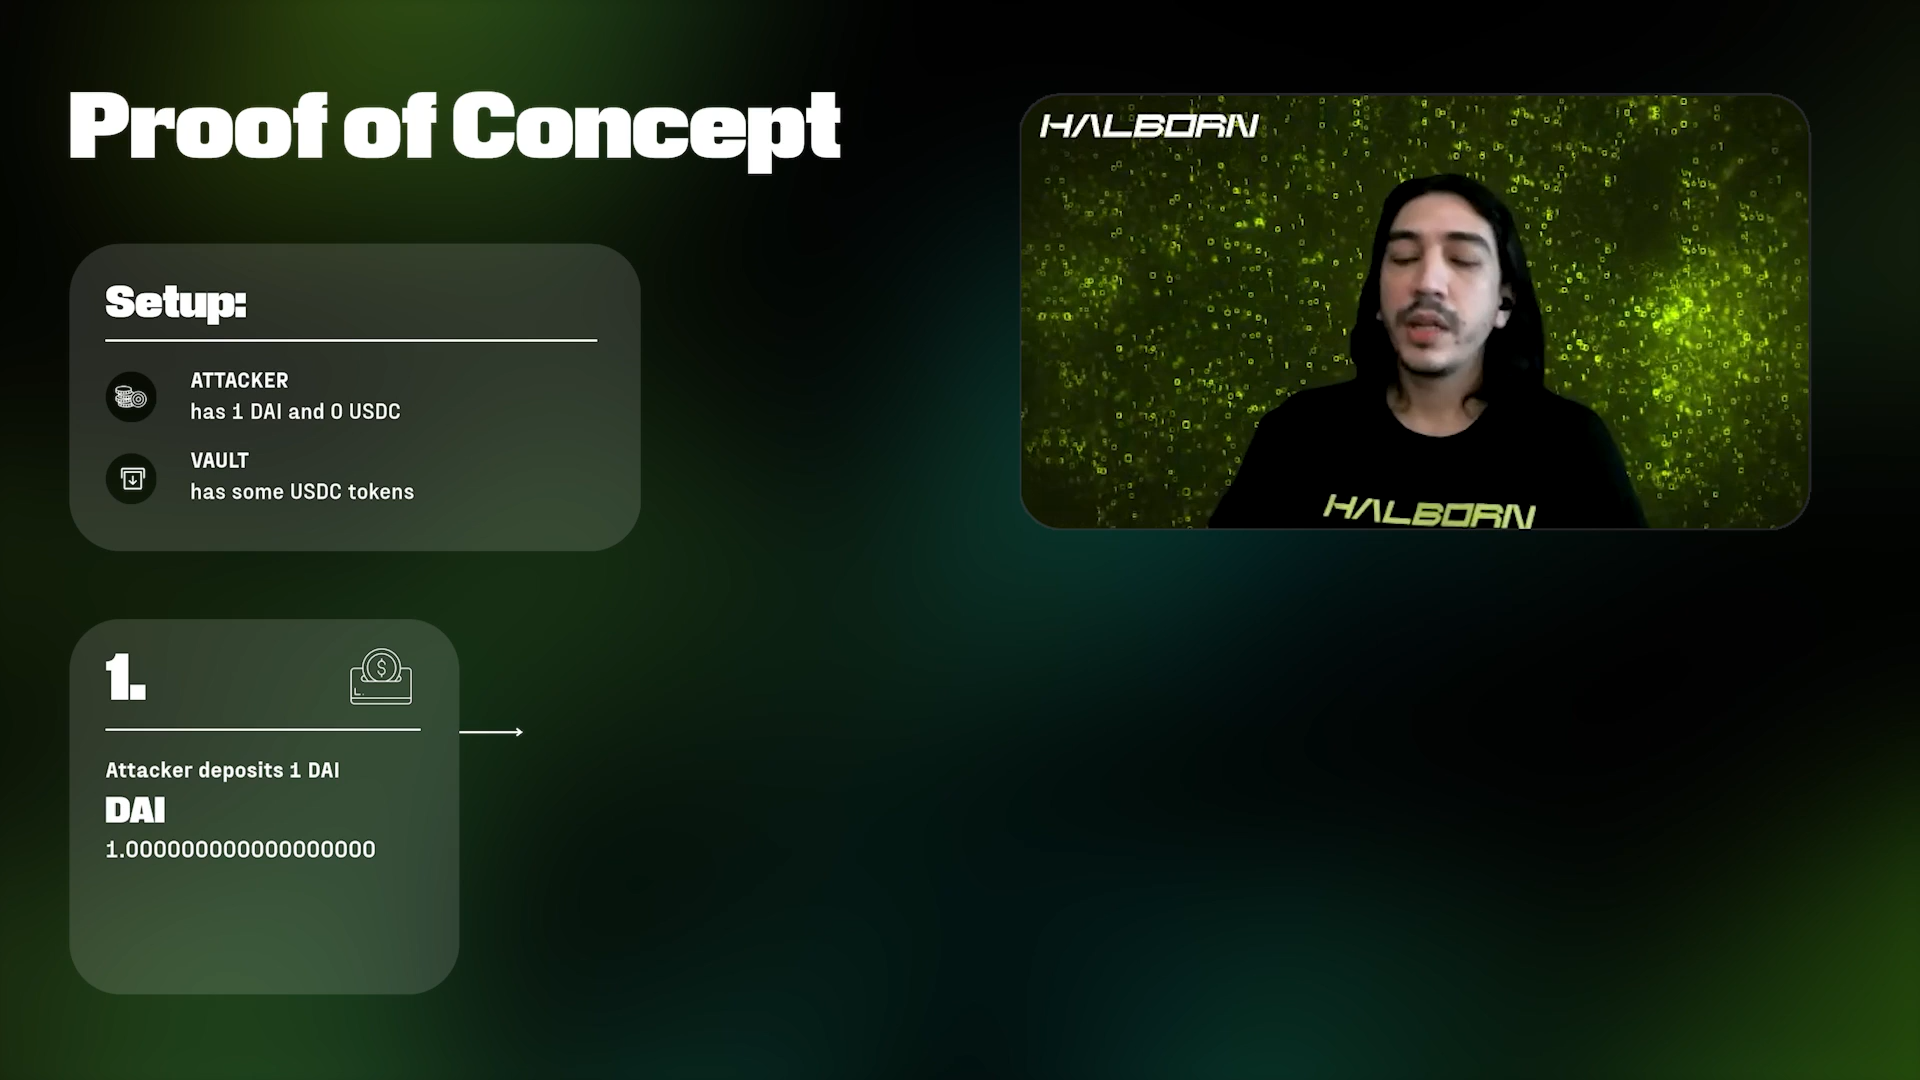 Proof of Concept
HALBORN
Setup:
ATTACKER
has 1 DAI and 0 USDC
VAULT
has some USDC tokens
HALBORN
1.
Attacker deposits 1 DAI
DAI
1.000000000000000000